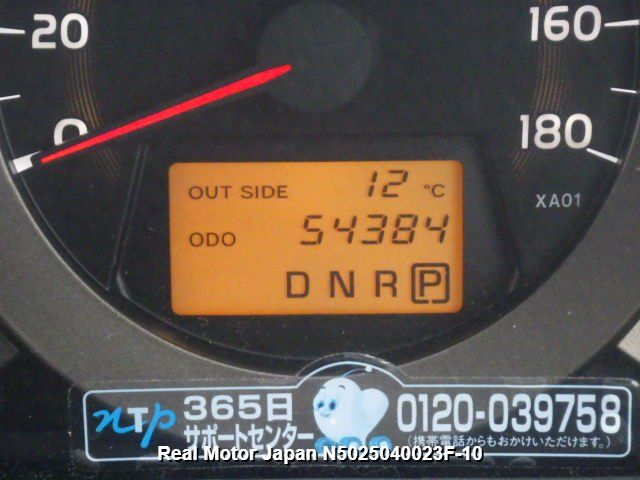 20
160
0
180
OUT SIDE 12 °C
XA01
ODO 54384
D N R P
nTp 365日 サポートセンター
0120-039758
(携帯電話からもおかけいただけます。)
Real Motor Japan N5025040023F-10